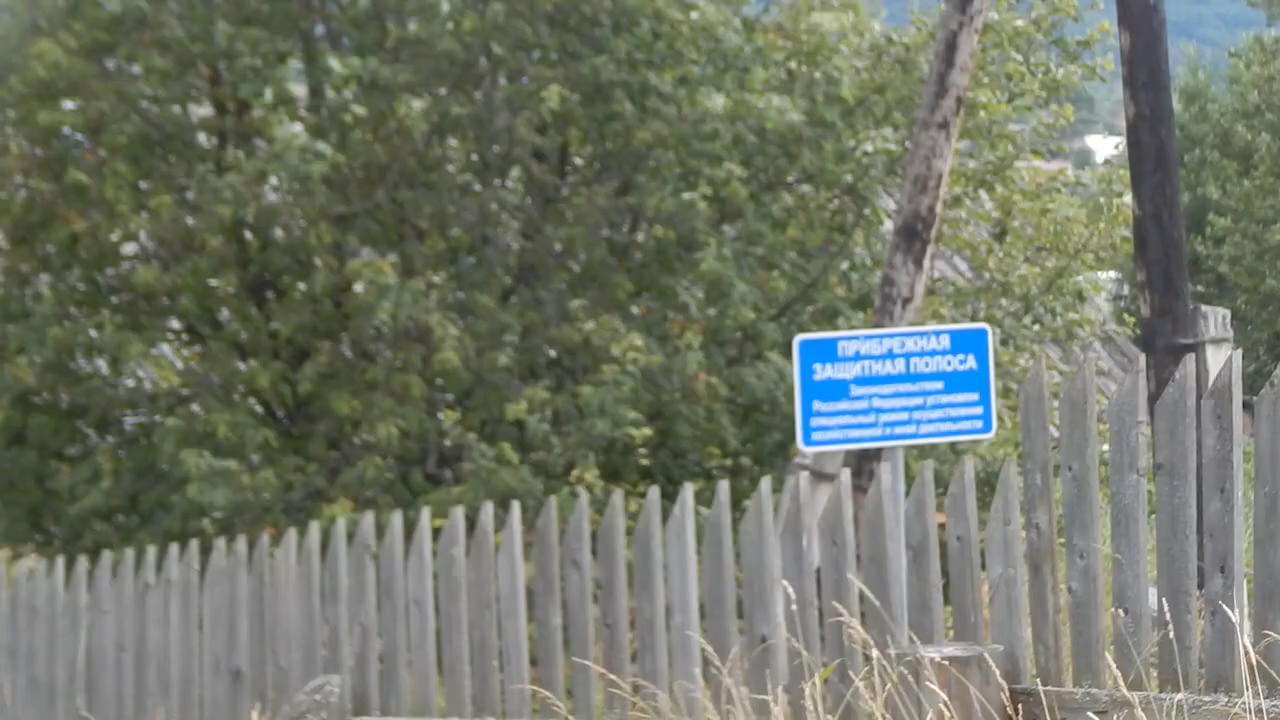 ПРИБРЕЖНАЯ
ЗАЩИТНАЯ ПОЛОСА
Законодательством
Российской Федерации установлен
специальный режим осуществления
хозяйственной и иной деятельности